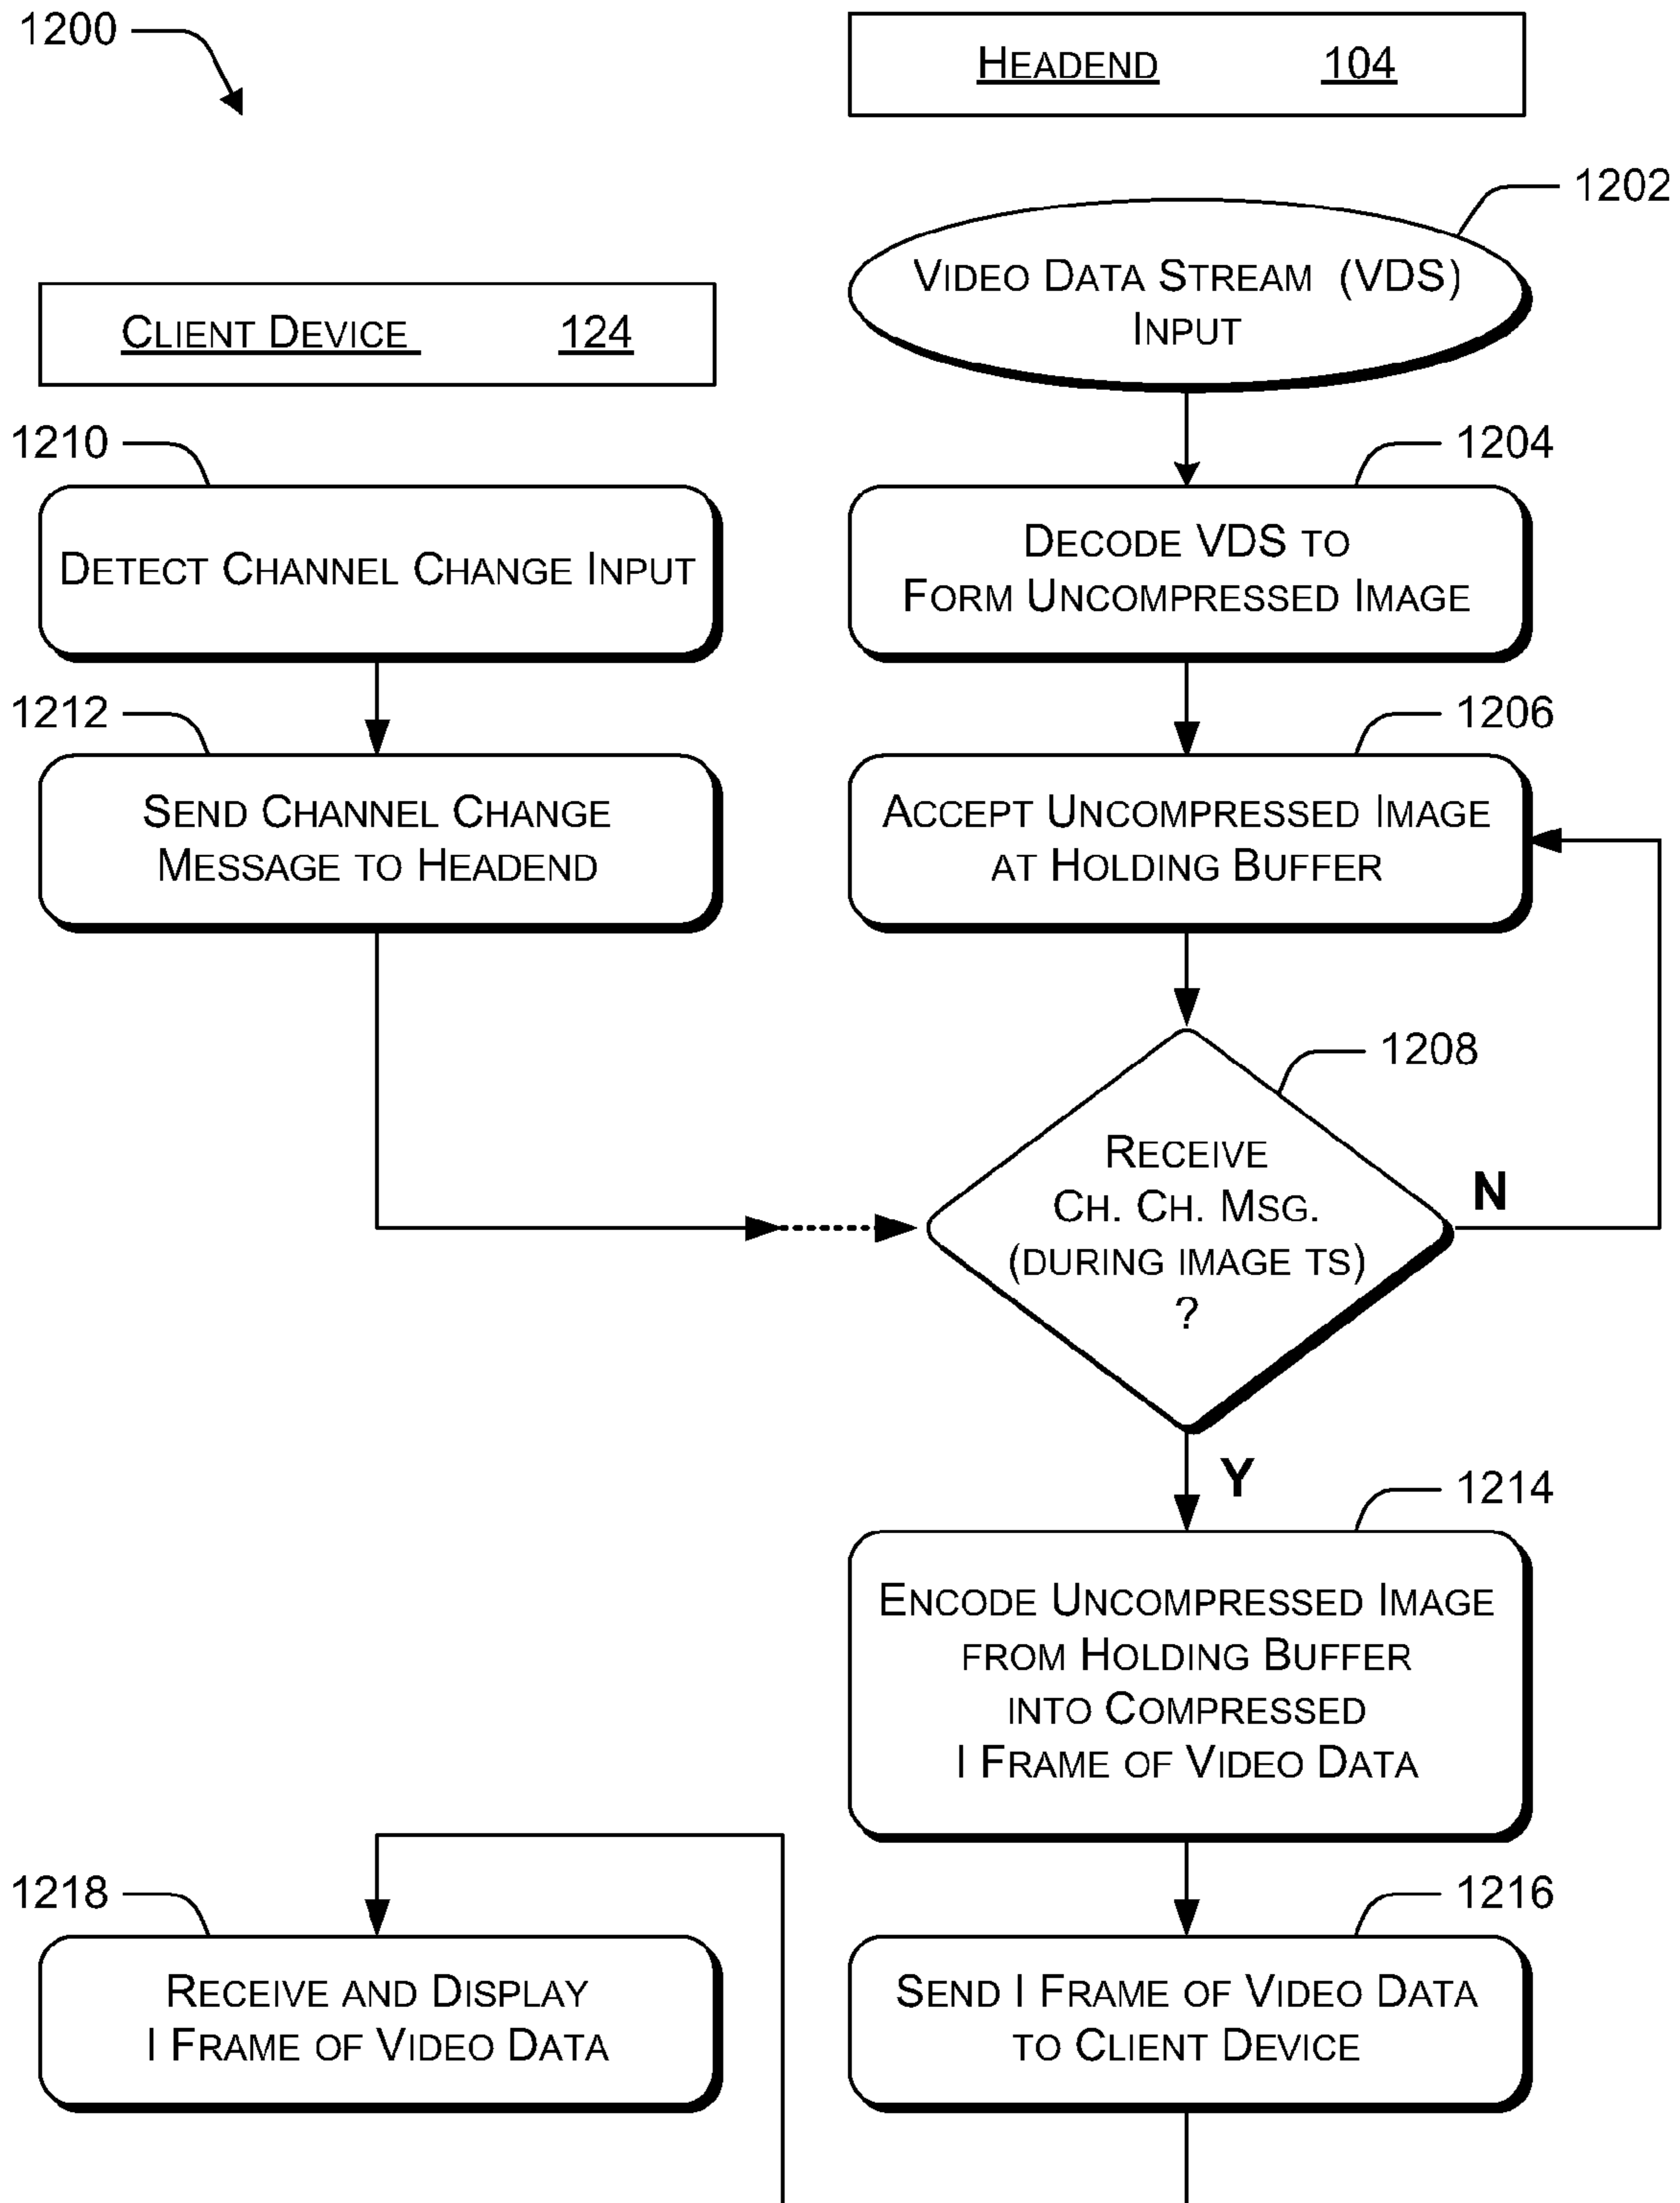 1200
HEADEND 104
1202
VIDEO DATA STREAM (VDS)
INPUT
CLIENT DEVICE 124
1210
DETECT CHANNEL CHANGE INPUT
1204
DECODE VDS TO
FORM UNCOMPRESSED IMAGE
1212
SEND CHANNEL CHANGE
MESSAGE TO HEADEND
1206
ACCEPT UNCOMPRESSED IMAGE
AT HOLDING BUFFER
1208
RECEIVE
CH. CH. MSG.
(DURING IMAGE TS)
?
N
Y
1214
ENCODE UNCOMPRESSED IMAGE
FROM HOLDING BUFFER
INTO COMPRESSED
I FRAME OF VIDEO DATA
1218
RECEIVE AND DISPLAY
I FRAME OF VIDEO DATA
1216
SEND I FRAME OF VIDEO DATA
TO CLIENT DEVICE